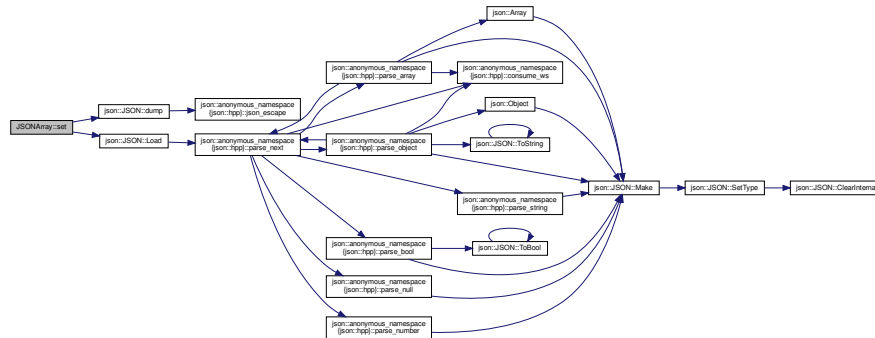 JSONArray::set
json::JSON::dump
json::JSON::Load
json::anonymous_namespace
{json::hpp}::json_escape
json::anonymous_namespace
{json::hpp}::parse_next
json::anonymous_namespace
{json::hpp}::parse_array
json::anonymous_namespace
{json::hpp}::parse_object
json::anonymous_namespace
{json::hpp}::parse_bool
json::anonymous_namespace
{json::hpp}::parse_null
json::anonymous_namespace
{json::hpp}::parse_number
json::Array
json::anonymous_namespace
{json::hpp}::consume_ws
json::Object
json::JSON::ToString
json::anonymous_namespace
{json::hpp}::parse_string
json::JSON::ToBool
json::JSON::Make
json::JSON::SetType
json::JSON::ClearInternal